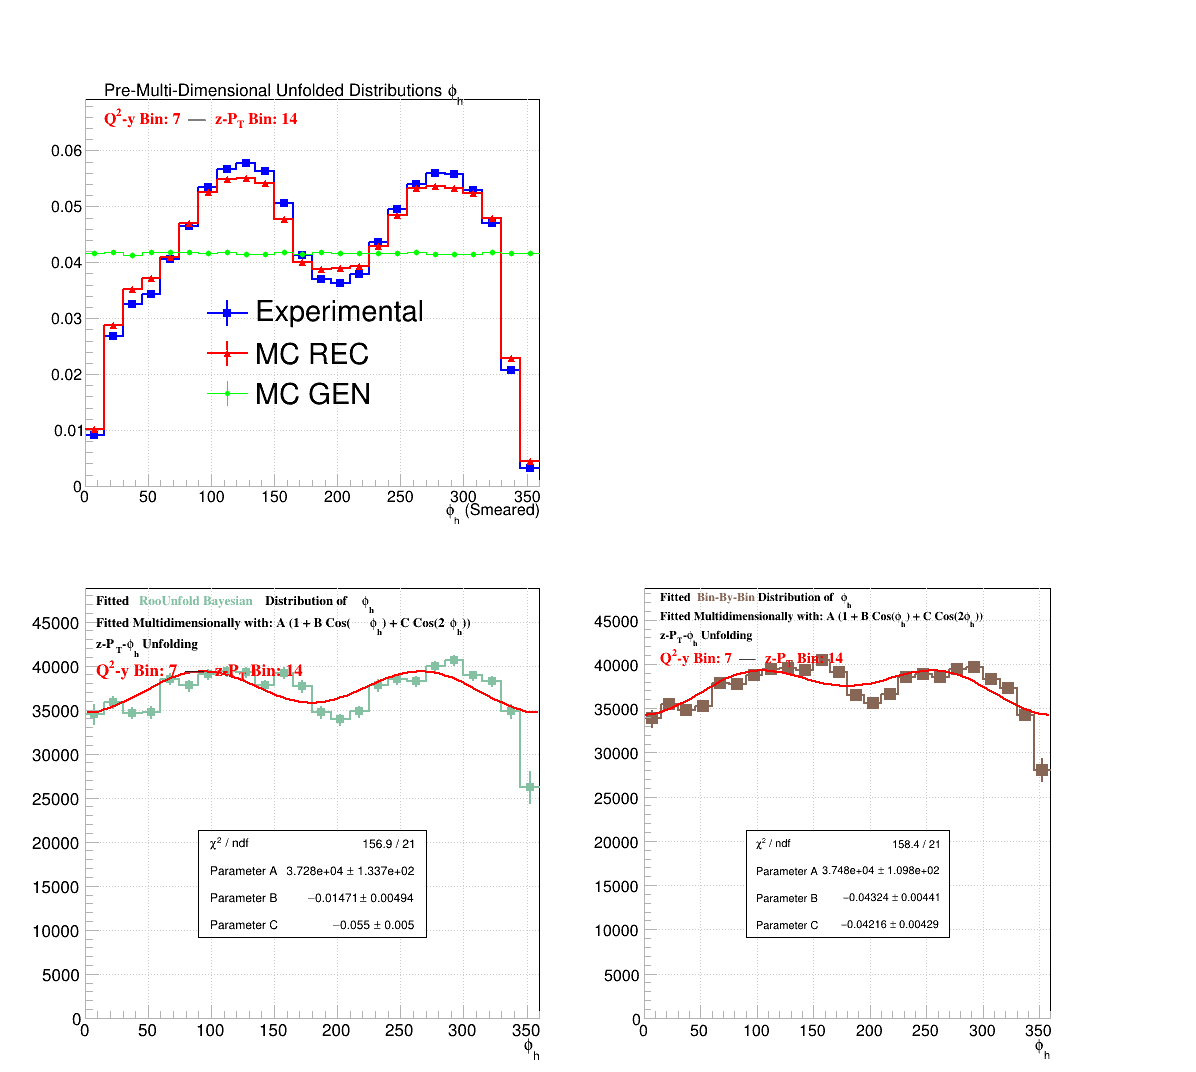 Pre-Multi-Dimensional Unfolded Distributions ϕh
Q2-y Bin: 7 — z-PT Bin: 14
0.06
0.05
0.04
0.03
0.02
0.01
0
Experimental
MC REC
MC GEN
0 50 100 150 200 250 300 350
ϕh (Smeared)
Fitted RooUnfold Bayesian Distribution of ϕh
Fitted Multidimensionally with: A (1 + B Cos( ϕh) + C Cos(2 ϕh))
z-PT-ϕh Unfolding
Q2-y Bin: 7 — z-PT Bin: 14
45000
40000
35000
30000
25000
20000
15000
10000
5000
0
χ2 / ndf 156.9 / 21
Parameter A 3.728e+04 ± 1.337e+02
Parameter B −0.01471 ± 0.00494
Parameter C −0.055 ± 0.005
0 50 100 150 200 250 300 350
ϕh
Fitted Bin-By-Bin Distribution of ϕh
Fitted Multidimensionally with: A (1 + B Cos(ϕh) + C Cos(2ϕh))
z-PT-ϕh Unfolding
Q2-y Bin: 7 — z-PT Bin: 14
45000
40000
35000
30000
25000
20000
15000
10000
5000
0
χ2 / ndf 158.4 / 21
Parameter A 3.748e+04 ± 1.098e+02
Parameter B −0.04324 ± 0.00441
Parameter C −0.04216 ± 0.00429
0 50 100 150 200 250 300 350
ϕh